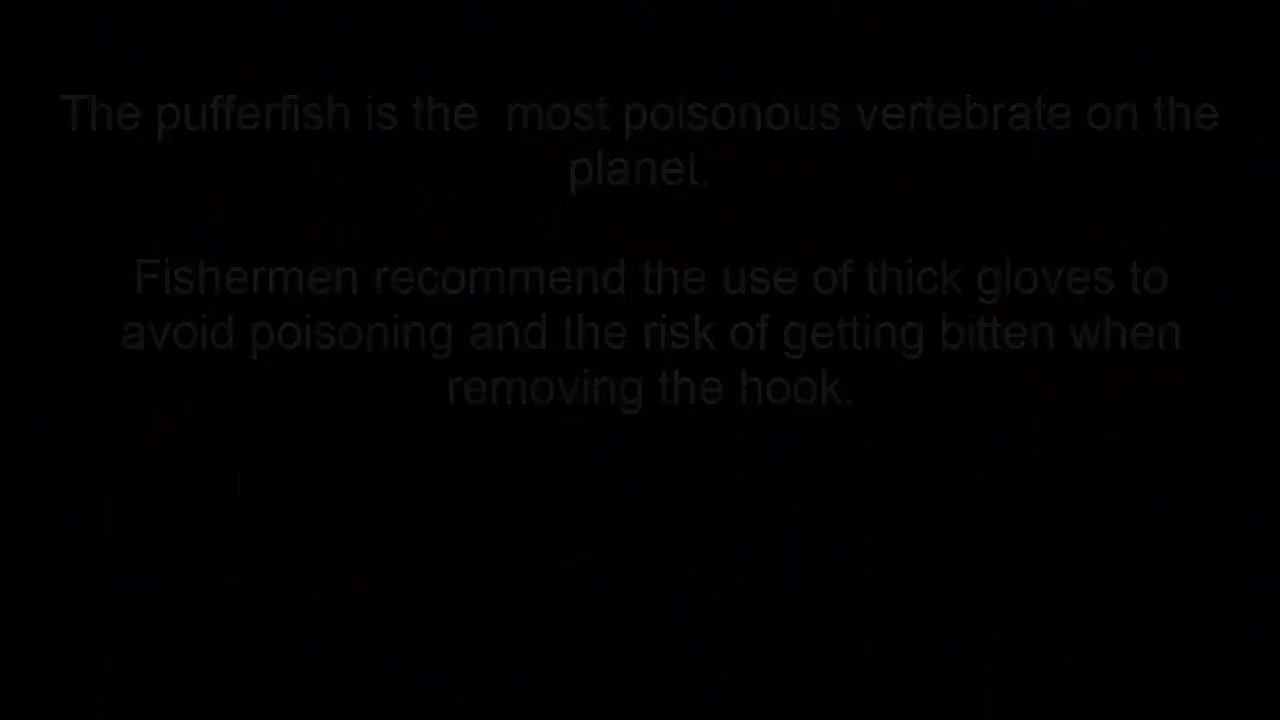 The pufferfish is the  most poisonous vertebrate on the
planet.
Fishermen recommend the use of thick gloves to
avoid poisoning and the risk of getting bitten when
removing the hook.